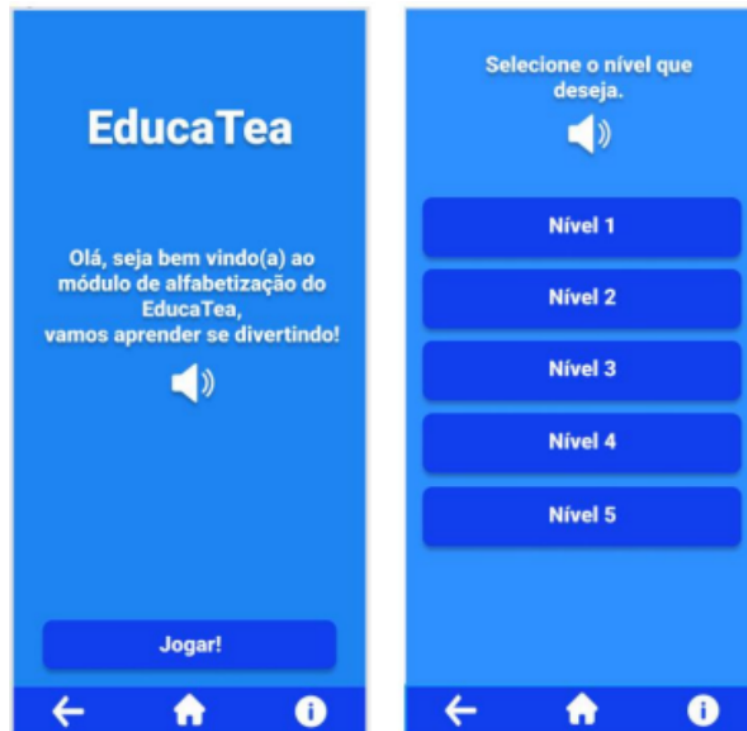 EducaTea
Olá, seja bem vindo(a) ao
módulo de alfabetização do
EducaTea,
vamos aprender se divertindo!
Jogar!
Selecione o nível que
deseja.
Nível 1
Nível 2
Nível 3
Nível 4
Nível 5